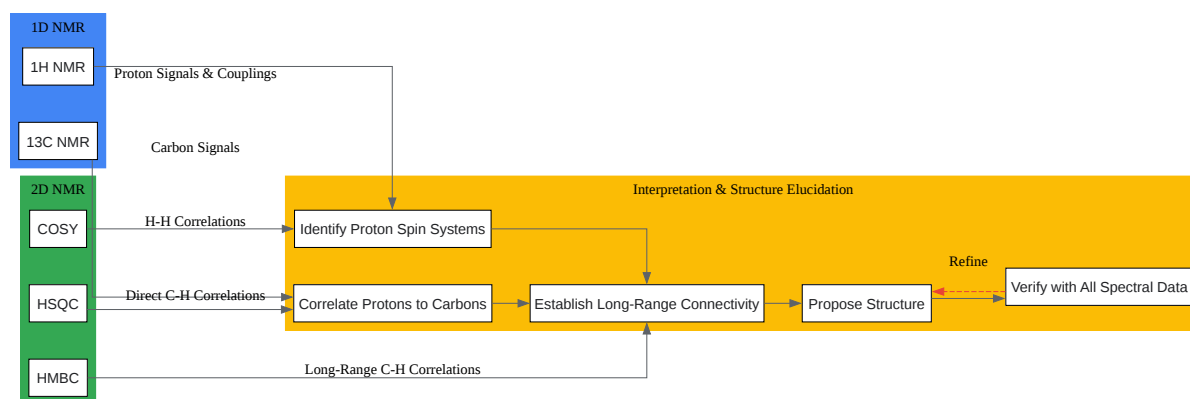 1D NMR
1H NMR
Proton Signals & Couplings
13C NMR
Carbon Signals
2D NMR
Interpretation & Structure Elucidation
COSY
H-H Correlations
Identify Proton Spin Systems
Refine
Verify with All Spectral Data
HSQC
Direct C-H Correlations
Correlate Protons to Carbons
Establish Long-Range Connectivity
Propose Structure
HMBC
Long-Range C-H Correlations